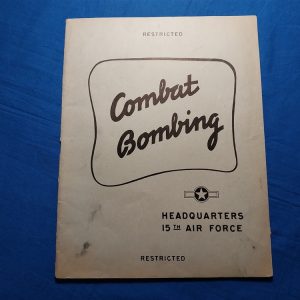 RESTRICTED
Combat
Bombing
HEADQUARTERS
15TH AIR FORCE
RESTRICTED